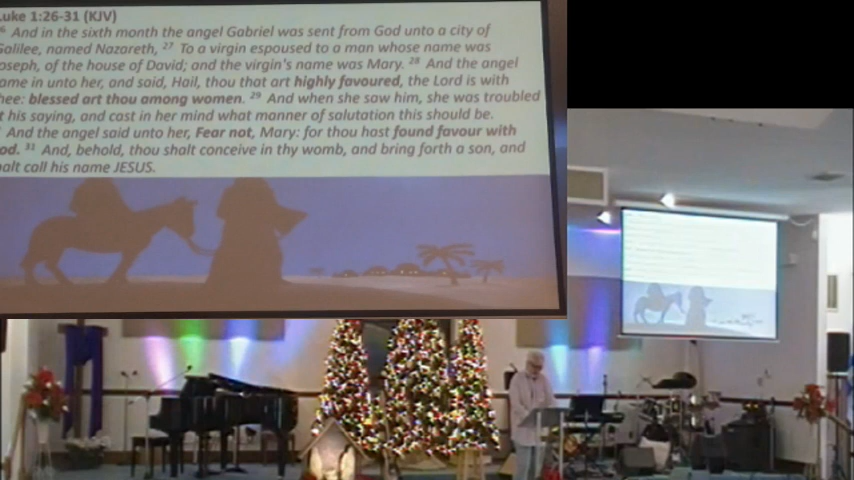 Luke 1:26-31 (KJV)
26 And in the sixth month the angel Gabriel was sent from God unto a city of
Galilee, named Nazareth, 27 To a virgin espoused to a man whose name was
Joseph, of the house of David; and the virgin's name was Mary. 28 And the angel
came in unto her, and said, Hail, thou that art highly favoured, the Lord is with
thee: blessed art thou among women. 29 And when she saw him, she was troubled
at his saying, and cast in her mind what manner of salutation this should be.
And the angel said unto her, Fear not, Mary: for thou hast found favour with
God. 31 And, behold, thou shalt conceive in thy womb, and bring forth a son, and
shalt call his name JESUS.